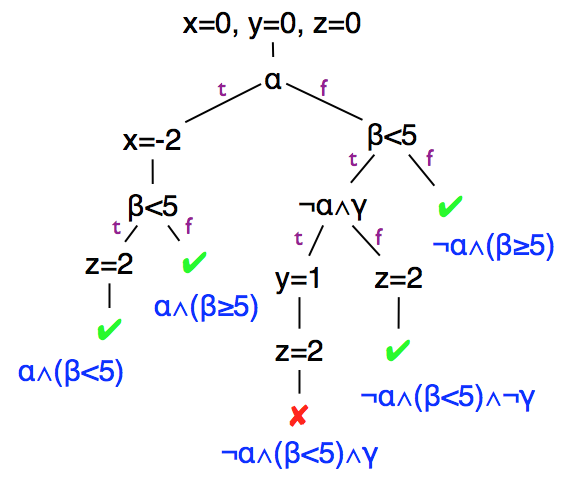 x=0, y=0, z=0
α
t
f
x=-2
β<5
t
f
β<5
t
f
¬α∧γ
t
f
✔
¬α∧(β≥5)
z=2
✔
α∧(β≥5)
y=1
z=2
✔
α∧(β<5)
z=2
✔
¬α∧(β<5)∧¬γ
✘
¬α∧(β<5)∧γ